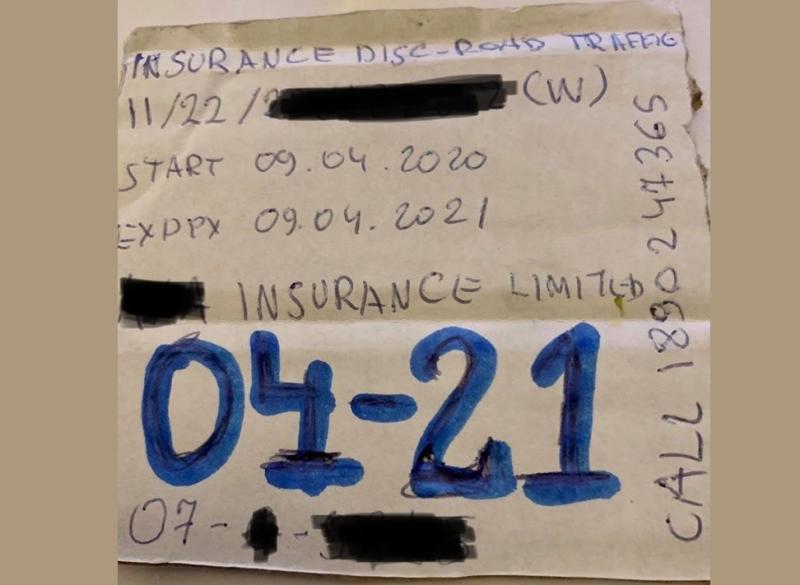 INSURANCE DISC-ROAD TRAFFIC
11/22/ (W)
START 09.04.2020
EXPPX 09.04.2021
INSURANCE LIMITED
04-21
07- -
CALL 1890247365